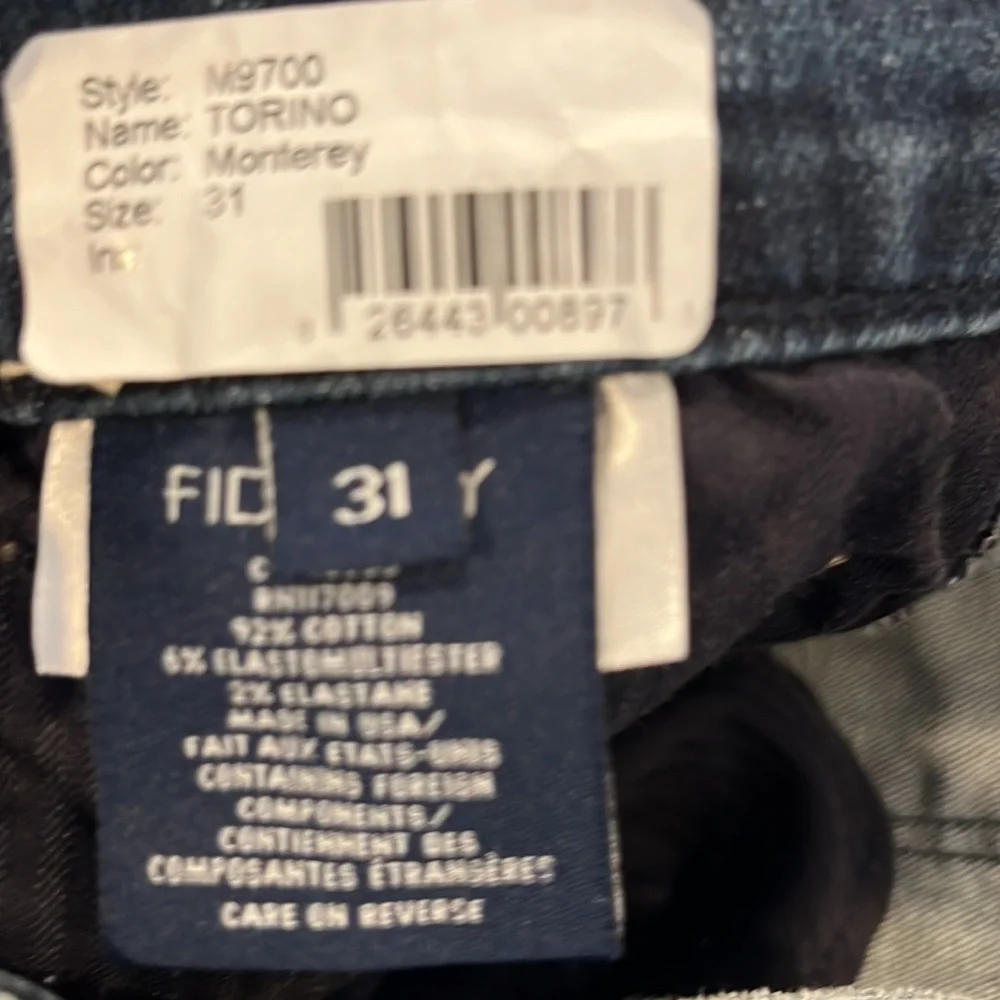 Style: M9700
Name: TORINO
Color: Monterey
Size: 31
26443 00897
FID 31 Y
RN117009
92% COTTON
6% ELASTOMULTIESTER
2% ELASTANE
MADE IN USA/
FAIT AUX ETATS-UNIS
CONTAINING FOREIGN
COMPONENTS/
CONTIENNENT DES
COMPOSANTES ÉTRANGÈRES
CARE ON REVERSE